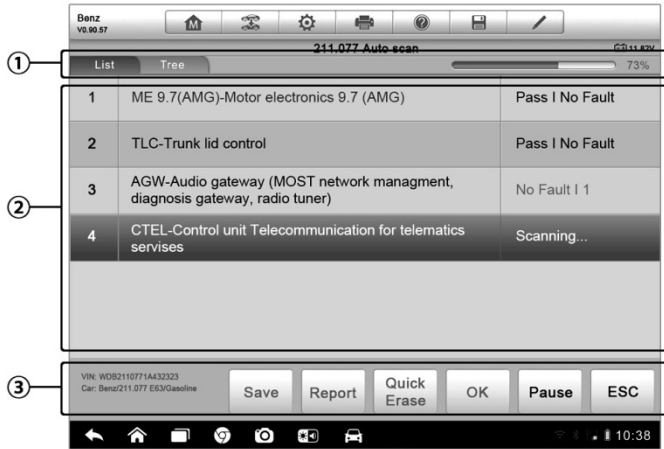 Benz
V0.90.57
211.077 Auto scan
11.82V
① List Tree 73%
②
1 ME 9.7(AMG)-Motor electronics 9.7 (AMG) Pass I No Fault
2 TLC-Trunk lid control Pass I No Fault
3 AGW-Audio gateway (MOST network managment,
diagnosis gateway, radio tuner) No Fault I 1
4 CTEL-Control unit Telecommunication for telematics
servises Scanning...
③
VIN: WDB2110771A432323
Car: Benz/211.077 E63/Gasoline
Save
Report
Quick
Erase
OK
Pause
ESC
10:38